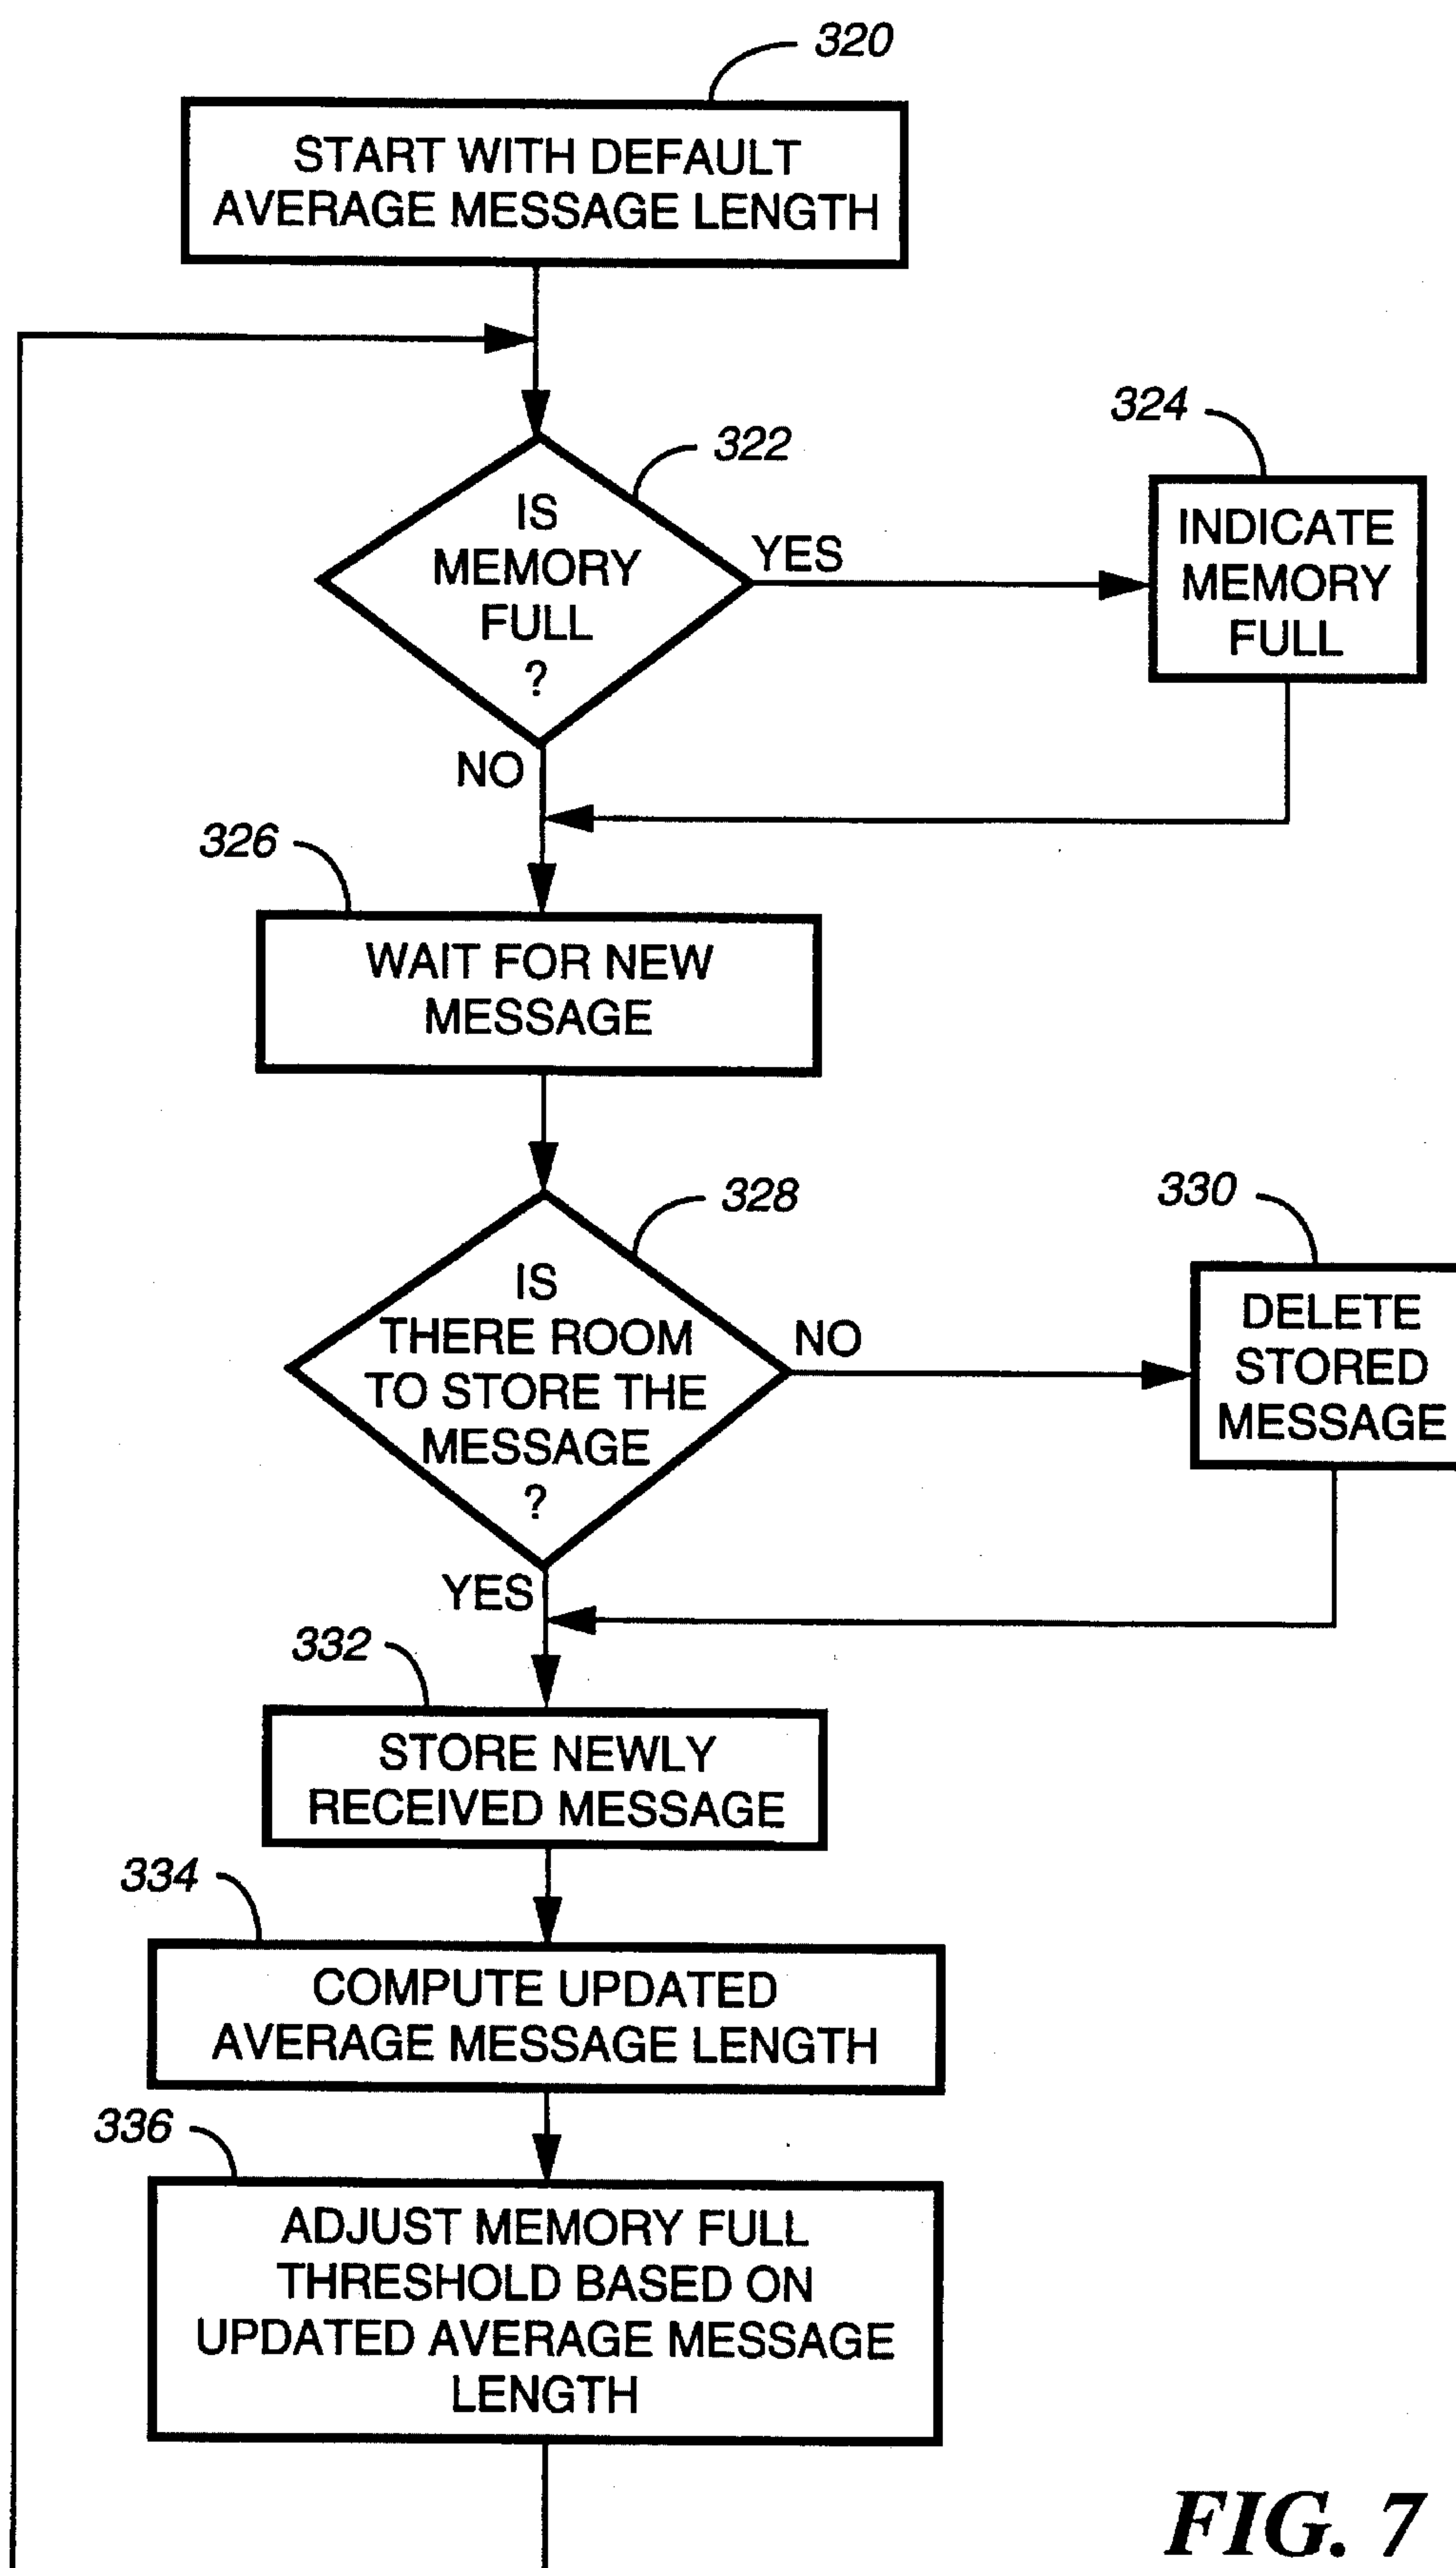 320
START WITH DEFAULT
AVERAGE MESSAGE LENGTH
322
IS
MEMORY
FULL
?
YES
324
INDICATE
MEMORY
FULL
NO
326
WAIT FOR NEW
MESSAGE
328
IS
THERE ROOM
TO STORE THE
MESSAGE
?
NO
330
DELETE
STORED
MESSAGE
YES
332
STORE NEWLY
RECEIVED MESSAGE
334
COMPUTE UPDATED
AVERAGE MESSAGE LENGTH
336
ADJUST MEMORY FULL
THRESHOLD BASED ON
UPDATED AVERAGE MESSAGE
LENGTH
FIG. 7